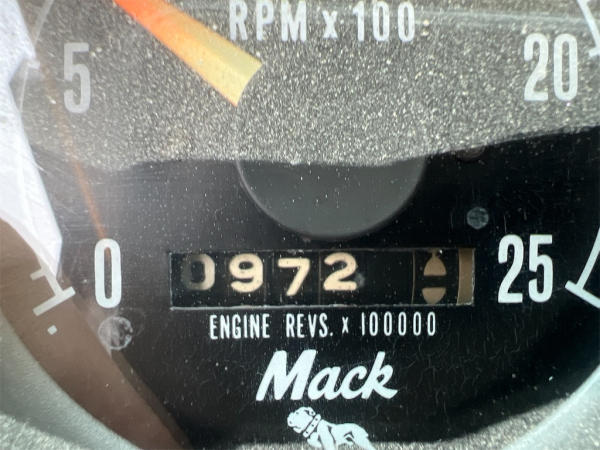 RPM x 100
5 20
0 0972 25
ENGINE REVS. x 100000
Mack